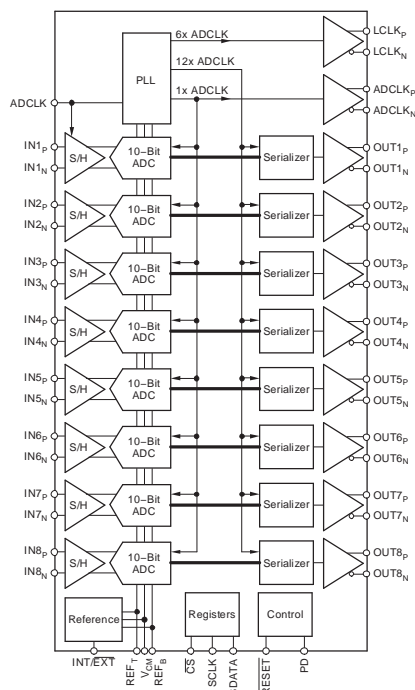 6x ADCLK
LCLKP
LCLKN
PLL
12x ADCLK
1x ADCLK
ADCLKP
ADCLKN
ADCLK
IN1P
IN1N
S/H
10–Bit ADC
Serializer
OUT1P
OUT1N
IN2P
IN2N
S/H
10–Bit ADC
Serializer
OUT2P
OUT2N
IN3P
IN3N
S/H
10–Bit ADC
Serializer
OUT3P
OUT3N
IN4P
IN4N
S/H
10–Bit ADC
Serializer
OUT4P
OUT4N
IN5P
IN5N
S/H
10–Bit ADC
Serializer
OUT5P
OUT5N
IN6P
IN6N
S/H
10–Bit ADC
Serializer
OUT6P
OUT6N
IN7P
IN7N
S/H
10–Bit ADC
Serializer
OUT7P
OUT7N
IN8P
IN8N
S/H
10–Bit ADC
Serializer
OUT8P
OUT8N
Reference
Registers
Control
INT/EXT
REFT
VCM
REFB
CS
SCLK
SDATA
RESET
PD